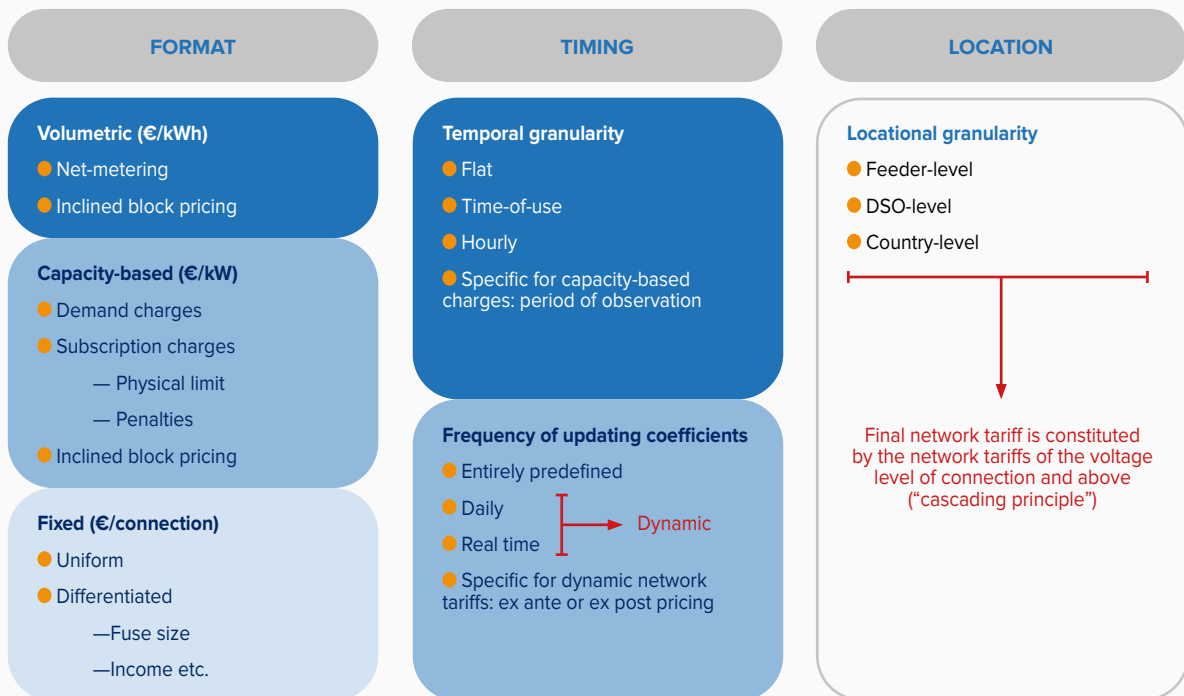 FORMAT
Volumetric (€/kWh)
Net-metering
Inclined block pricing
Capacity-based (€/kW)
Demand charges
Subscription charges
— Physical limit
— Penalties
Inclined block pricing
Fixed (€/connection)
Uniform
Differentiated
—Fuse size
—Income etc.
TIMING
Temporal granularity
Flat
Time-of-use
Hourly
Specific for capacity-based
charges: period of observation
Frequency of updating coefficients
Entirely predefined
Daily
Real time
Dynamic
Specific for dynamic network
tariffs: ex ante or ex post pricing
LOCATION
Locational granularity
Feeder-level
DSO-level
Country-level
Final network tariff is constituted
by the network tariffs of the voltage
level of connection and above
(“cascading principle”)